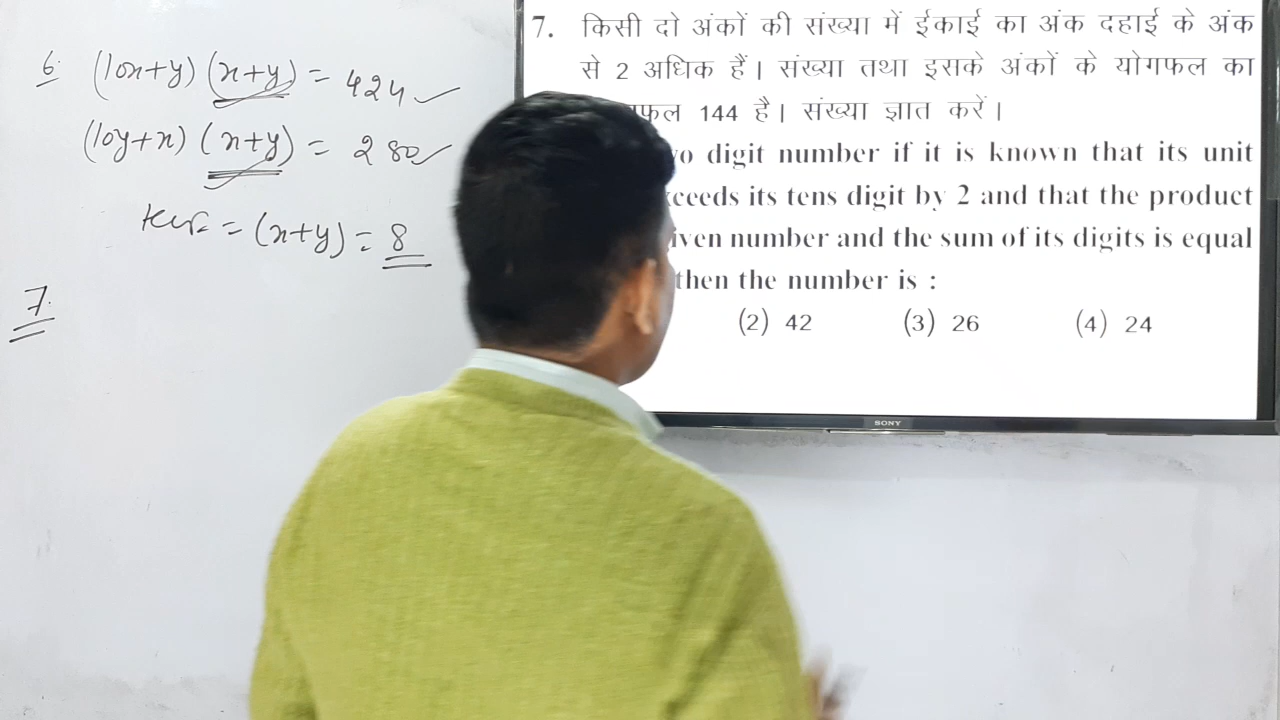 6. (10x+y) (x+y) = 424 ✓
(10y+x) (x+y) = 280 ✓
= (x+y) = 8
7.
7. किसी दो अंकों की संख्या में ईकाई का अंक दहाई के अंक
से 2 अधिक हैं। संख्या तथा इसके अंकों के योगफल का
144 है। संख्या ज्ञात करें।
digit number if it is known that its unit
its tens digit by 2 and that the product
number and the sum of its digits is equal
then the number is :
(2) 42 (3) 26 (4) 24
SONY